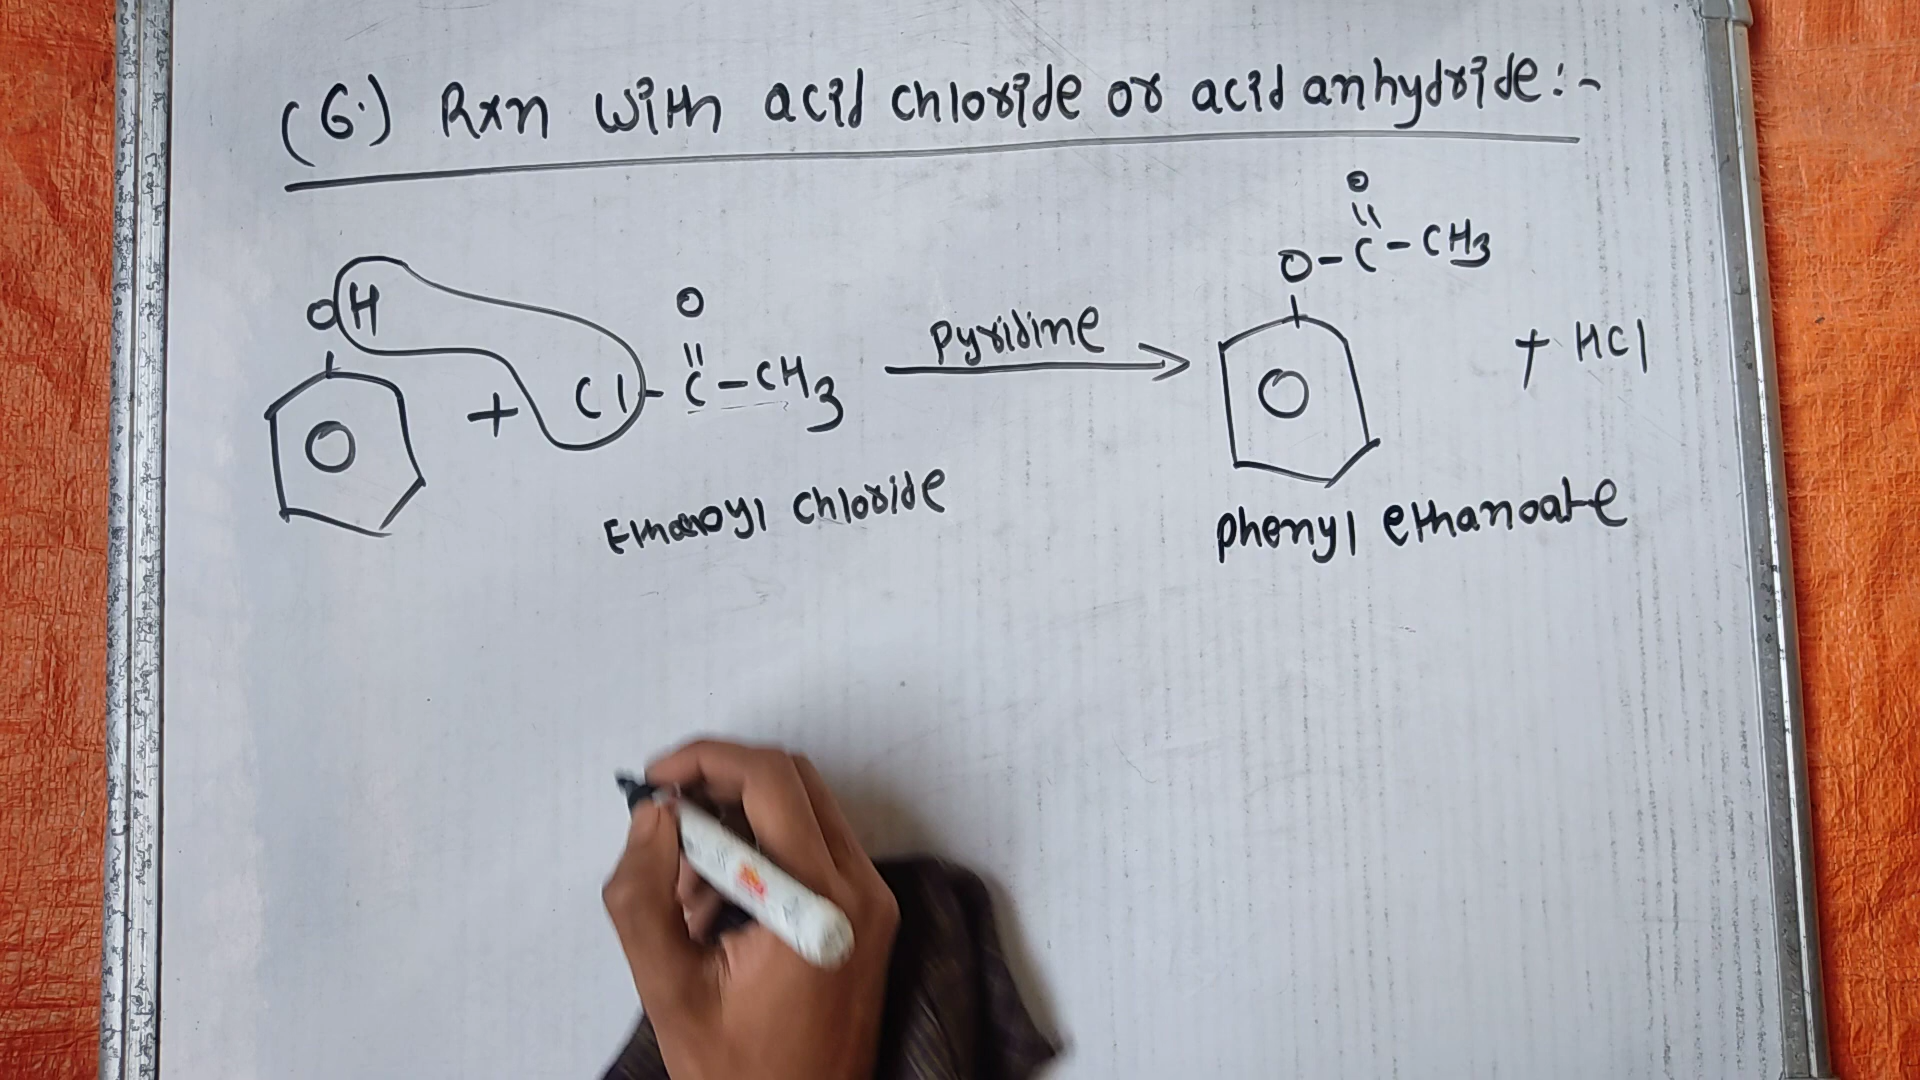 (6.) Rxn with acid chloride or acid anhydride:-
OH
+ Cl-C-CH3
O
Pyridine
O-C-CH3
O
+ HCl
Ethanoyl chloride
phenyl ethanoate